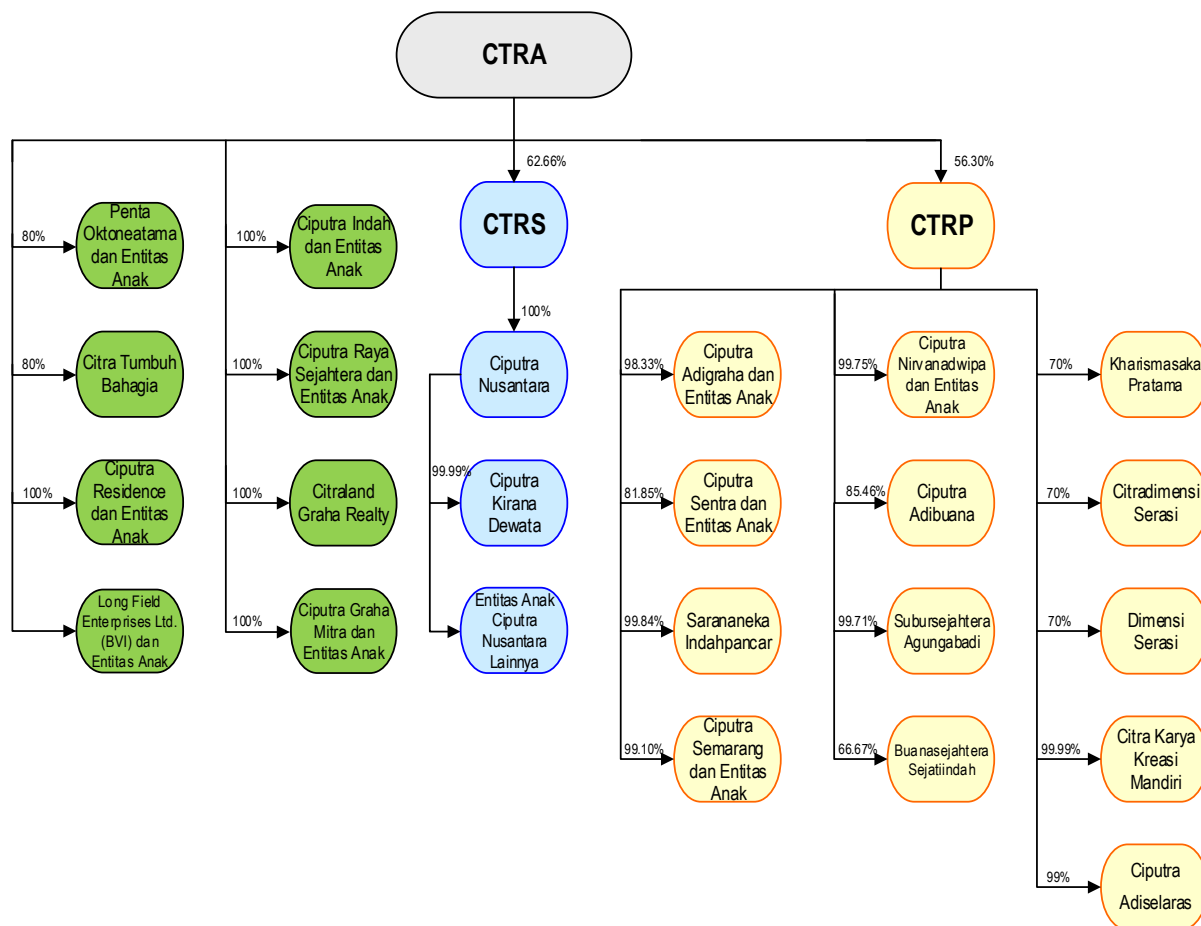 CTRA
62.66%
56.30%
CTRS
CTRP
80%
Penta
Oktoneatama
dan Entitas
Anak
100%
Ciputra Indah
dan Entitas
Anak
100%
80%
Citra Tumbuh
Bahagia
100%
Ciputra Raya
Sejahtera dan
Entitas Anak
Ciputra
Nusantara
98.33%
Ciputra
Adigraha dan
Entitas Anak
99.75%
Ciputra
Nirvanadwipa
dan Entitas
Anak
70%
Kharismasaka
Pratama
100%
Ciputra
Residence
dan Entitas
Anak
100%
Citraland
Graha Realty
99.99%
Ciputra
Kirana
Dewata
81.85%
Ciputra
Sentra dan
Entitas Anak
85.46%
Ciputra
Adibuana
70%
Citradimensi
Serasi
Long Field
Enterprises Ltd.
(BVI) dan
Entitas Anak
100%
Ciputra Graha
Mitra dan
Entitas Anak
Entitas Anak
Ciputra
Nusantara
Lainnya
99.84%
Sarananeka
Indahpancar
99.71%
Subursejahtera
Agungabadi
70%
Dimensi
Serasi
99.10%
Ciputra
Semarang
dan Entitas
Anak
66.67%
Buanasejahtera
Sejatiindah
99.99%
Citra Karya
Kreasi
Mandiri
99%
Ciputra
Adiselaras